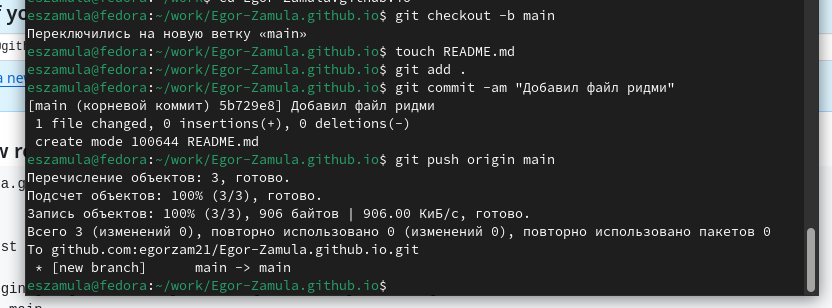 eszamula@fedora:~/work/Egor-Zamula.github.io$ git checkout -b main
Переключились на новую ветку «main»
eszamula@fedora:~/work/Egor-Zamula.github.io$ touch README.md
eszamula@fedora:~/work/Egor-Zamula.github.io$ git add .
eszamula@fedora:~/work/Egor-Zamula.github.io$ git commit -am "Добавил файл ридми"
[main (корневой коммит) 5b729e8] Добавил файл ридми
1 file changed, 0 insertions(+), 0 deletions(-)
create mode 100644 README.md
eszamula@fedora:~/work/Egor-Zamula.github.io$ git push origin main
Перечисление объектов: 3, готово.
Подсчет объектов: 100% (3/3), готово.
Запись объектов: 100% (3/3), 906 байтов | 906.00 КиБ/с, готово.
Всего 3 (изменений 0), повторно использовано 0 (изменений 0), повторно использовано пакетов 0
To github.com:egorzam21/Egor-Zamula.github.io.git
* [new branch]      main -> main
eszamula@fedora:~/work/Egor-Zamula.github.io$